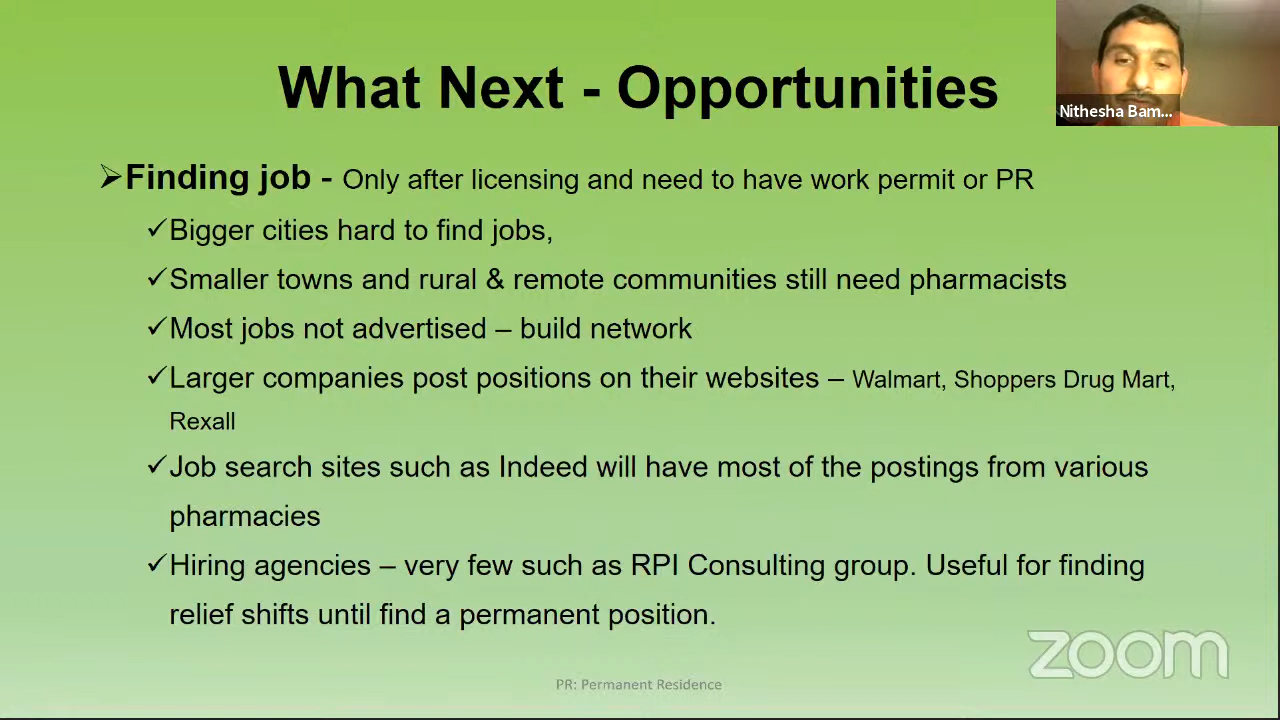 What Next - Opportunities
Nithesha Bam...
➢Finding job - Only after licensing and need to have work permit or PR
✓Bigger cities hard to find jobs,
✓Smaller towns and rural & remote communities still need pharmacists
✓Most jobs not advertised – build network
✓Larger companies post positions on their websites – Walmart, Shoppers Drug Mart,
Rexall
✓Job search sites such as Indeed will have most of the postings from various
pharmacies
✓Hiring agencies – very few such as RPI Consulting group. Useful for finding
relief shifts until find a permanent position.
zoom
PR: Permanent Residence